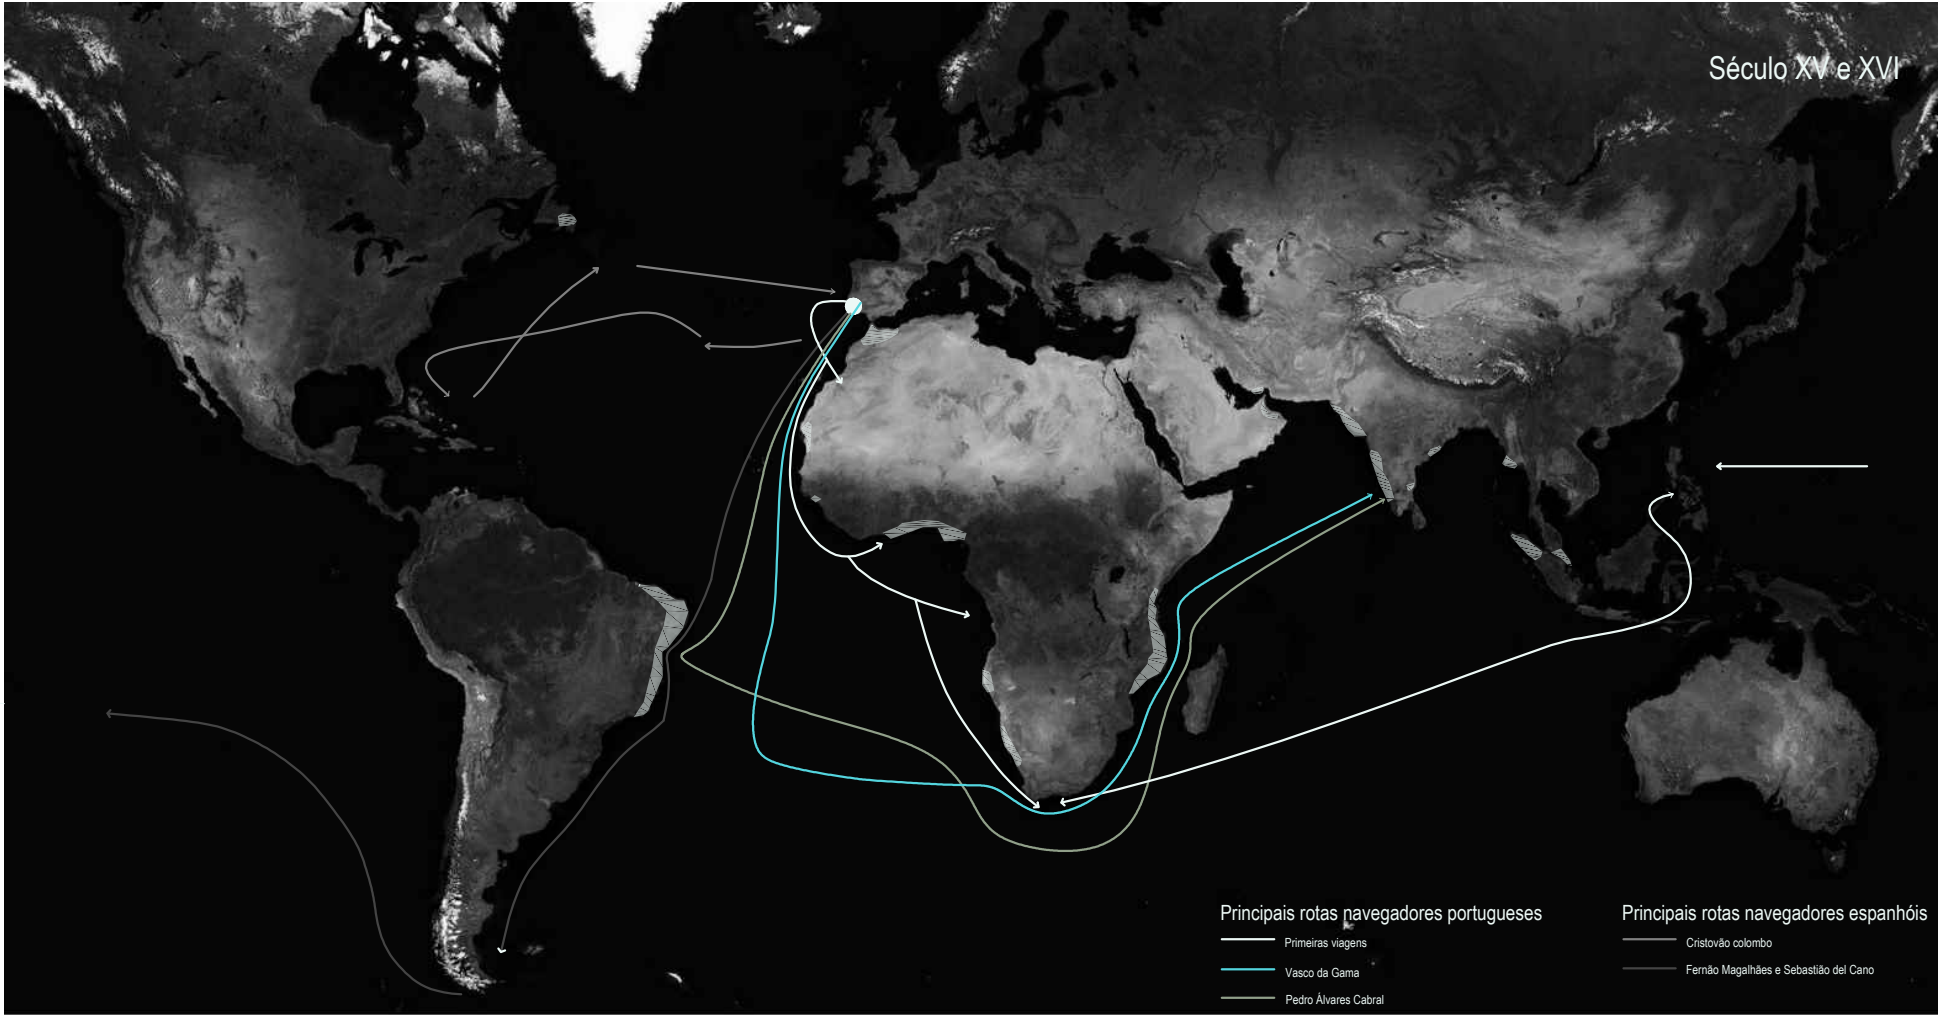 Século XV e XVI
Principais rotas navegadores portugueses
Primeiras viagens
Vasco da Gama
Pedro Álvares Cabral
Principais rotas navegadores espanhóis
Cristovão colombo
Fernão Magalhães e Sebastião del Cano